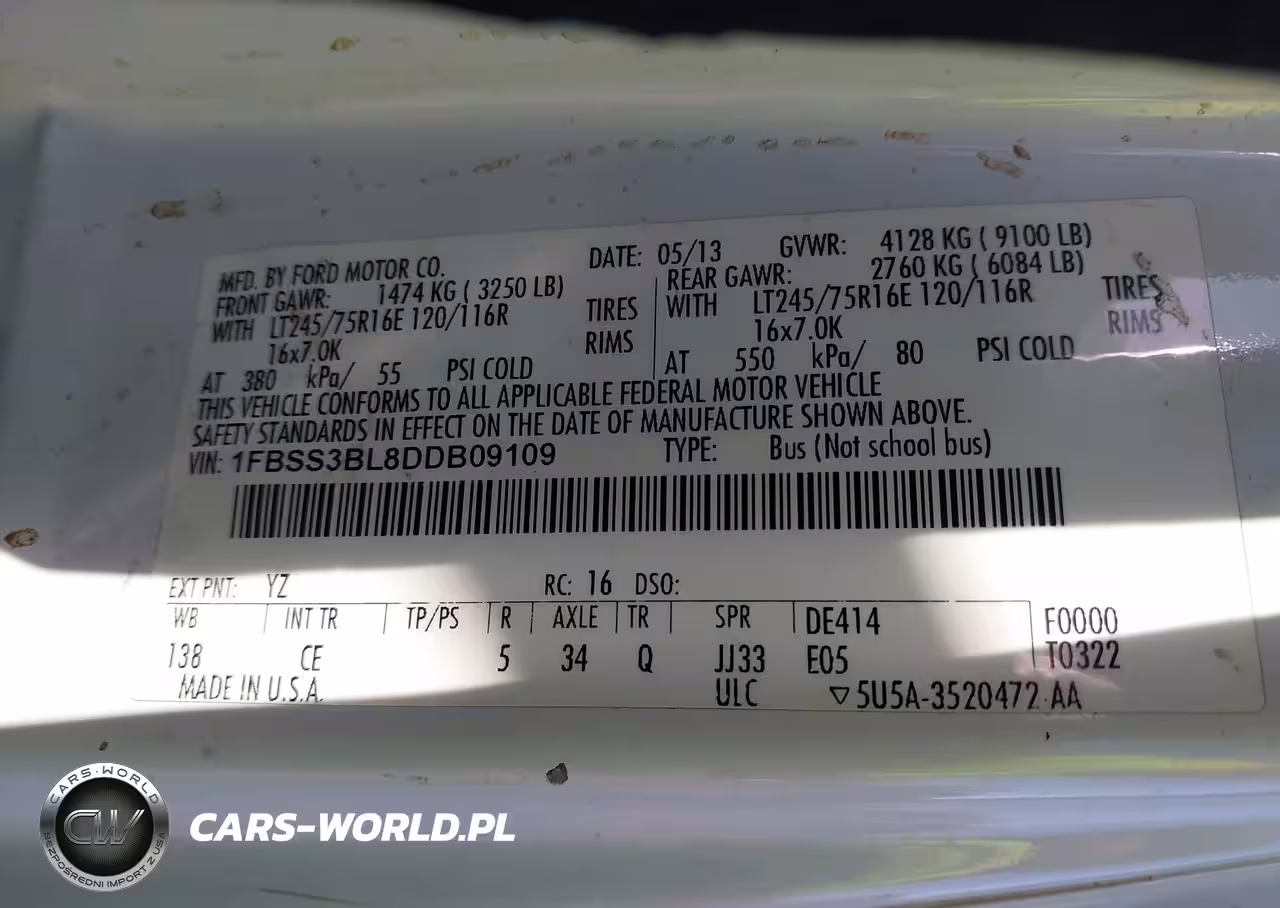 MFD. BY FORD MOTOR CO. DATE: 05/13 GVWR: 4128 KG ( 9100 LB)
FRONT GAWR: 1474 KG ( 3250 LB) REAR GAWR: 2760 KG ( 6084 LB)
WITH LT245/75R16E 120/116R TIRES WITH LT245/75R16E 120/116R TIRES
16x7.0K RIMS 16x7.0K RIMS
AT 380 kPa/ 55 PSI COLD AT 550 kPa/ 80 PSI COLD
THIS VEHICLE CONFORMS TO ALL APPLICABLE FEDERAL MOTOR VEHICLE
SAFETY STANDARDS IN EFFECT ON THE DATE OF MANUFACTURE SHOWN ABOVE.
VIN: 1FBSS3BL8DDB09109 TYPE: Bus (Not school bus)
EXT PNT: YZ RC: 16 DSO:
WB INT TR TP/PS R AXLE TR SPR DE414 F0000
138 CE 5 34 Q JJ33 E05 T0322
MADE IN U.S.A. ULC ▽5U5A-3520472 AA
CARS-WORLD
CW
BEZPOŚREDNI IMPORT Z USA
CARS-WORLD.PL